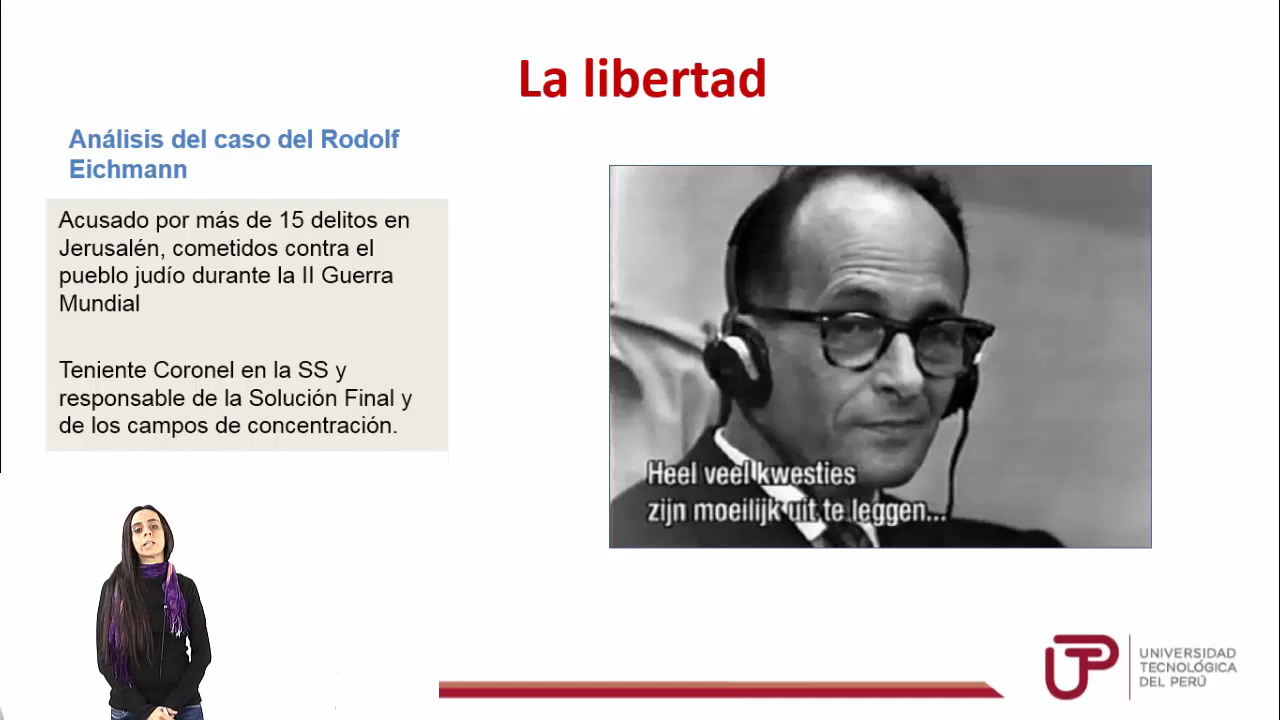 La libertad
Análisis del caso del Rodolf
Eichmann
Acusado por más de 15 delitos en
Jerusalén, cometidos contra el
pueblo judío durante la II Guerra
Mundial
Teniente Coronel en la SS y
responsable de la Solución Final y
de los campos de concentración.
Heel veel kwesties
zijn moeilijk uit te leggen...
UNIVERSIDAD
TECNOLÓGICA
DEL PERÚ